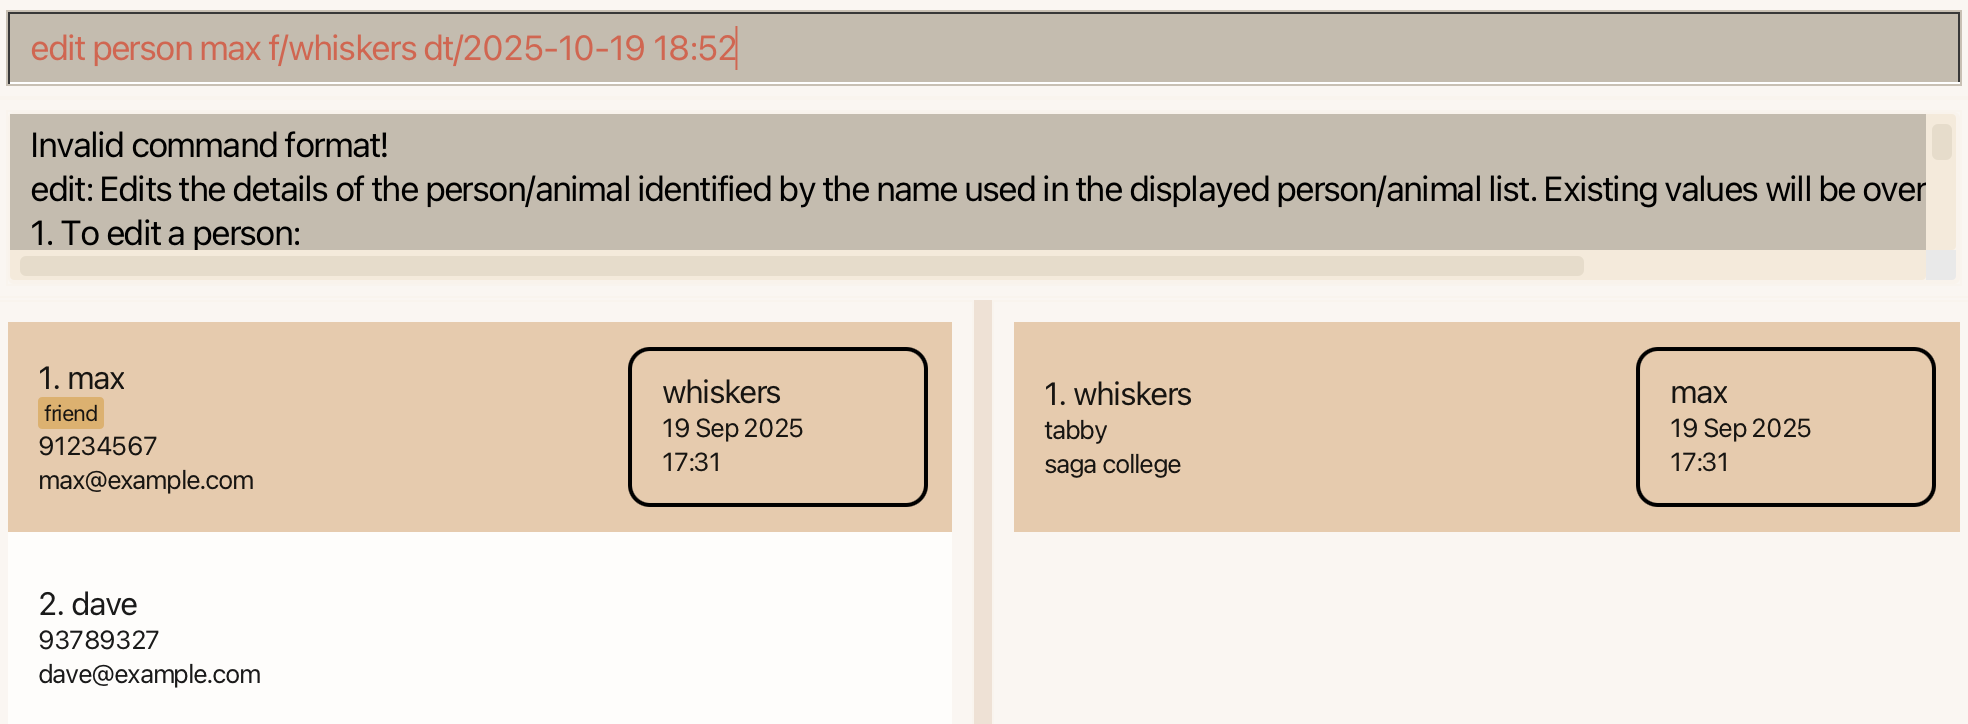 edit person max f/whiskers dt/2025-10-19 18:52
Invalid command format!
edit: Edits the details of the person/animal identified by the name used in the displayed person/animal list. Existing values will be over
1. To edit a person:
1. max
friend
91234567
max@example.com
whiskers
19 Sep 2025
17:31
2. dave
93789327
dave@example.com
1. whiskers
tabby
saga college
max
19 Sep 2025
17:31